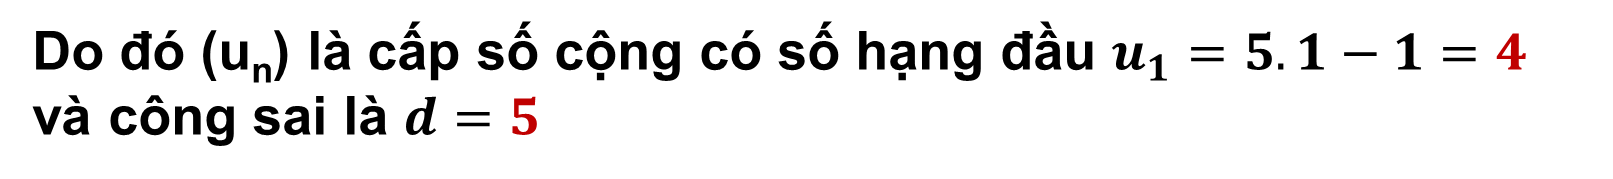 Do đó (uₙ) là cấp số cộng có số hạng đầu u₁ = 5. 1 − 1 = 4
và công sai là d = 5